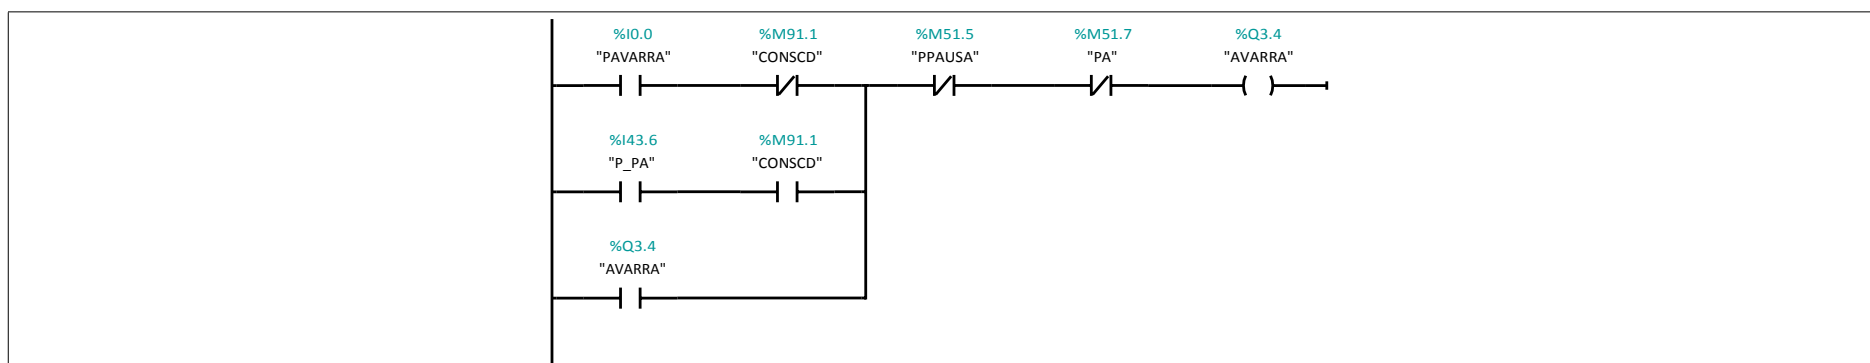 %I0.0 %M91.1 %M51.5 %M51.7 %Q3.4
"PAVARRA" "CONSCD" "PPAUSA" "PA" "AVARRA"
%I43.6 %M91.1
"P_PA" "CONSCD"
%Q3.4
"AVARRA"